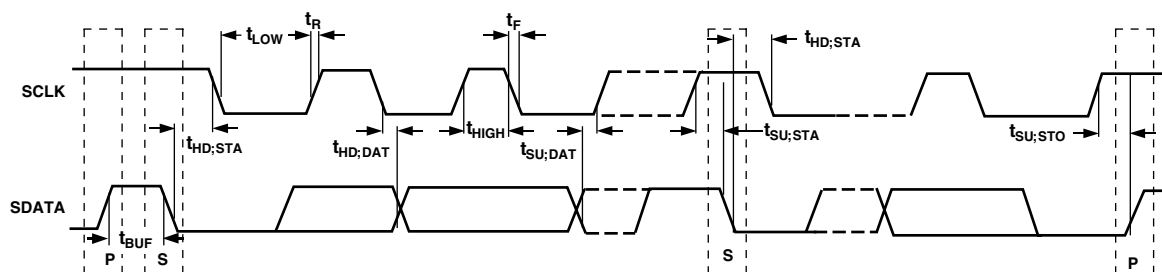 tR
tF
tLOW
tHD;STA
SCLK
tHD;STA
tHD;DAT
tHIGH
tSU;DAT
tSU;STA
tSU;STO
SDATA
tBUF
P
S
S
P